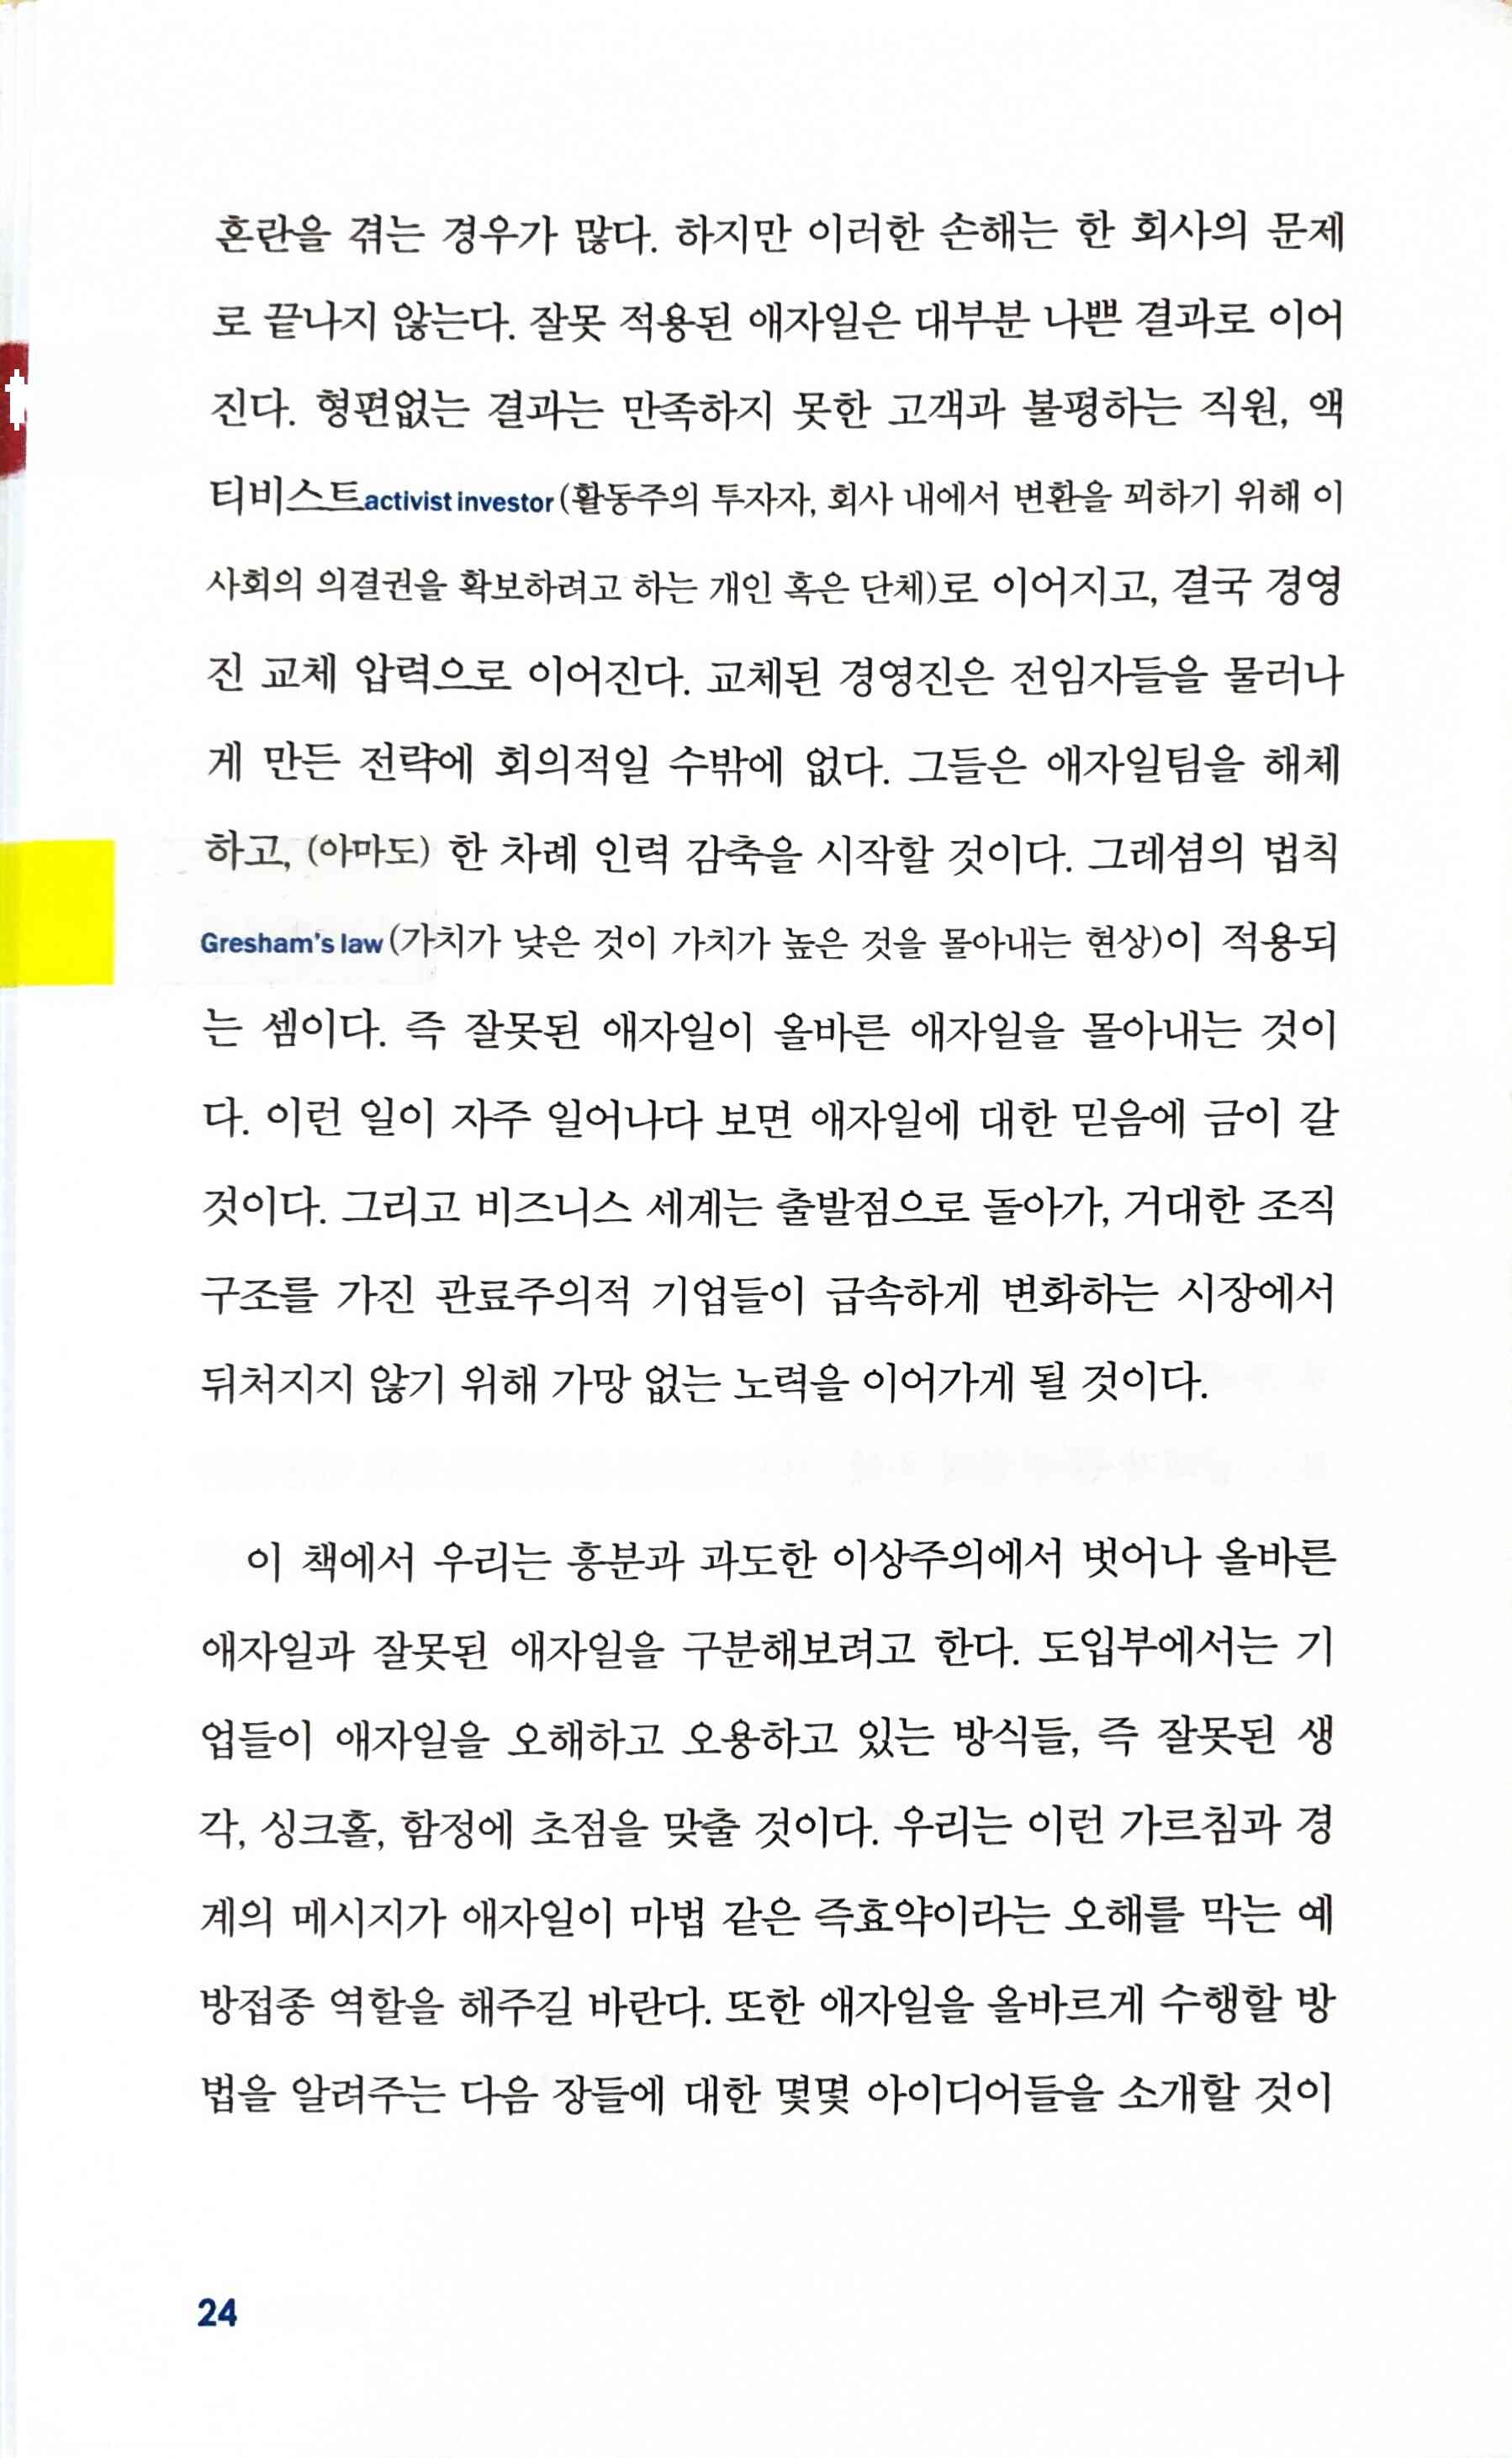 혼란을 겪는 경우가 많다. 하지만 이러한 손해는 한 회사의 문제
로 끝나지 않는다. 잘못 적용된 애자일은 대부분 나쁜 결과로 이어
진다. 형편없는 결과는 만족하지 못한 고객과 불평하는 직원, 액
티비스트activist investor(활동주의 투자자, 회사 내에서 변환을 꾀하기 위해 이
사회의 의결권을 확보하려고 하는 개인 혹은 단체)로 이어지고, 결국 경영
진 교체 압력으로 이어진다. 교체된 경영진은 전임자들을 물러나
게 만든 전략에 회의적일 수밖에 없다. 그들은 애자일팀을 해체
하고, (아마도) 한 차례 인력 감축을 시작할 것이다. 그레셤의 법칙
Gresham's law(가치가 낮은 것이 가치가 높은 것을 몰아내는 현상)이 적용되
는 셈이다. 즉 잘못된 애자일이 올바른 애자일을 몰아내는 것이
다. 이런 일이 자주 일어나다 보면 애자일에 대한 믿음에 금이 갈
것이다. 그리고 비즈니스 세계는 출발점으로 돌아가, 거대한 조직
구조를 가진 관료주의적 기업들이 급속하게 변화하는 시장에서
뒤처지지 않기 위해 가망 없는 노력을 이어가게 될 것이다.
이 책에서 우리는 흥분과 과도한 이상주의에서 벗어나 올바른
애자일과 잘못된 애자일을 구분해보려고 한다. 도입부에서는 기
업들이 애자일을 오해하고 오용하고 있는 방식들, 즉 잘못된 생
각, 싱크홀, 함정에 초점을 맞출 것이다. 우리는 이런 가르침과 경
계의 메시지가 애자일이 마법 같은 즉효약이라는 오해를 막는 예
방접종 역할을 해주길 바란다. 또한 애자일을 올바르게 수행할 방
법을 알려주는 다음 장들에 대한 몇몇 아이디어들을 소개할 것이
24